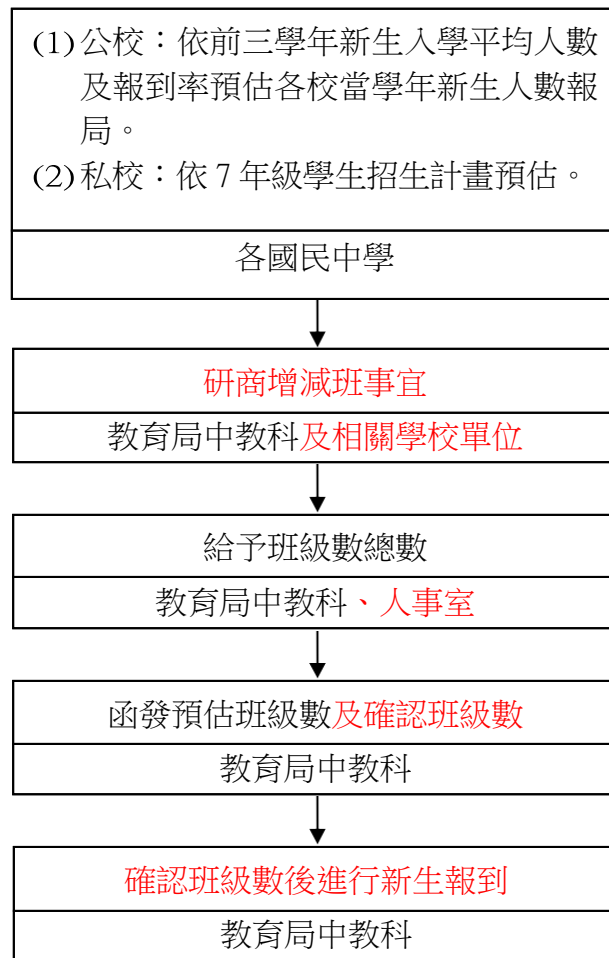 (1)公校：依前三學年新生入學平均人數
及報到率預估各校當學年新生人數報
局。
(2)私校：依 7 年級學生招生計畫預估。
各國民中學
研商增減班事宜
教育局中教科及相關學校單位
給予班級數總數
教育局中教科、人事室
函發預估班級數及確認班級數
教育局中教科
確認班級數後進行新生報到
教育局中教科